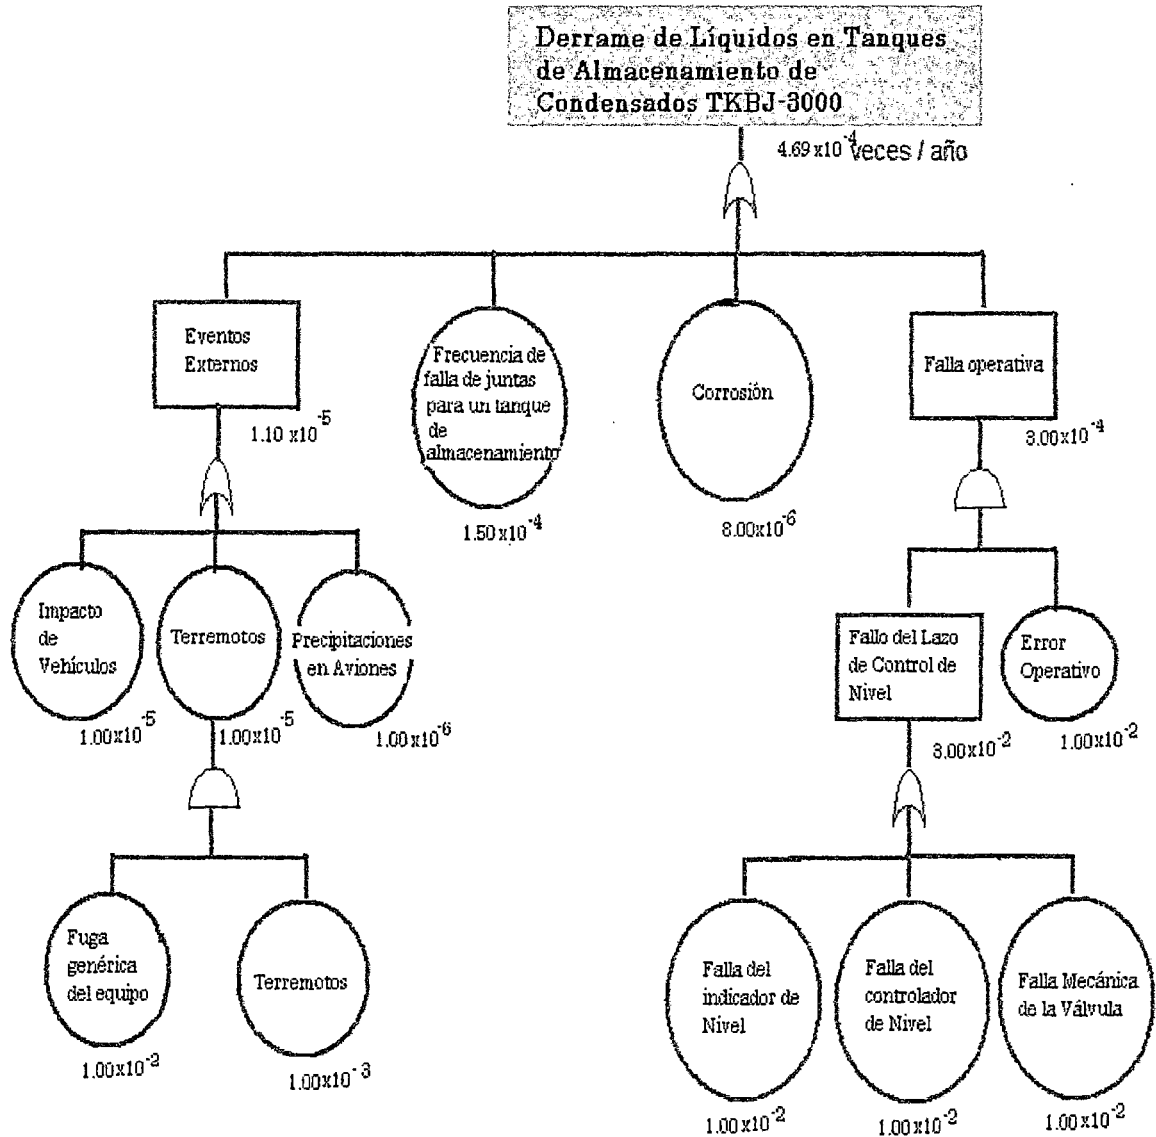 Derrame de Líquidos en Tanques
de Almacenamiento de
Condensados TKBJ-3000
4.69 x10⁻⁴ veces / año
Eventos
Externos
1.10 x10⁻⁵
Frecuencia de
falla de juntas
para un tanque
de
almacenamiento
1.50 x10⁻⁴
Corrosión
8.00x10⁻⁶
Falla operativa
3.00x10⁻⁴
Impacto
de
Vehículos
1.00x10⁻⁵
Terremotos
1.00x10⁻⁵
Precipitaciones
en Aviones
1.00x10⁻⁶
Fallo del Lazo
de Control de
Nivel
3.00x10⁻²
Error
Operativo
1.00x10⁻²
Fuga
genérica
del equipo
1.00x10⁻²
Terremotos
1.00x10⁻³
Falla del
indicador de
Nivel
1.00x10⁻²
Falla del
controlador
de Nivel
1.00x10⁻²
Falla Mecánica
de la Válvula
1.00x10⁻²